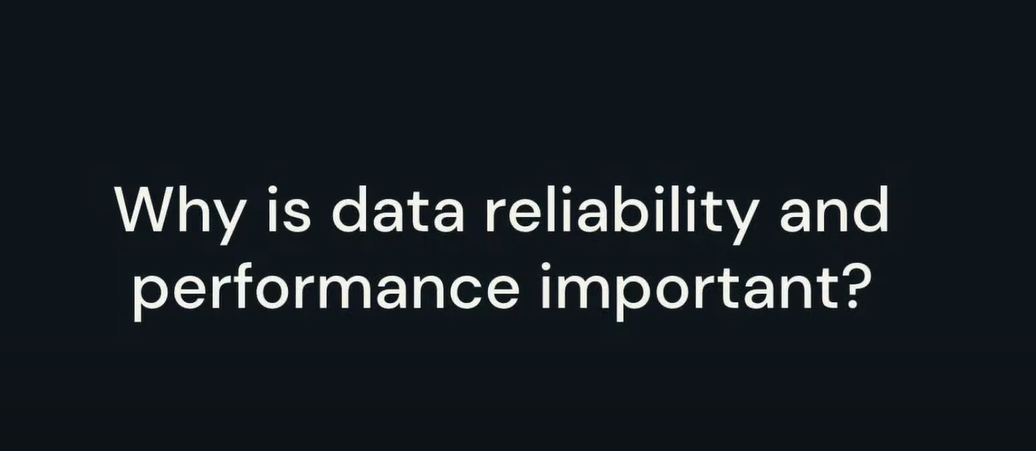 Why is data reliability and
performance important?